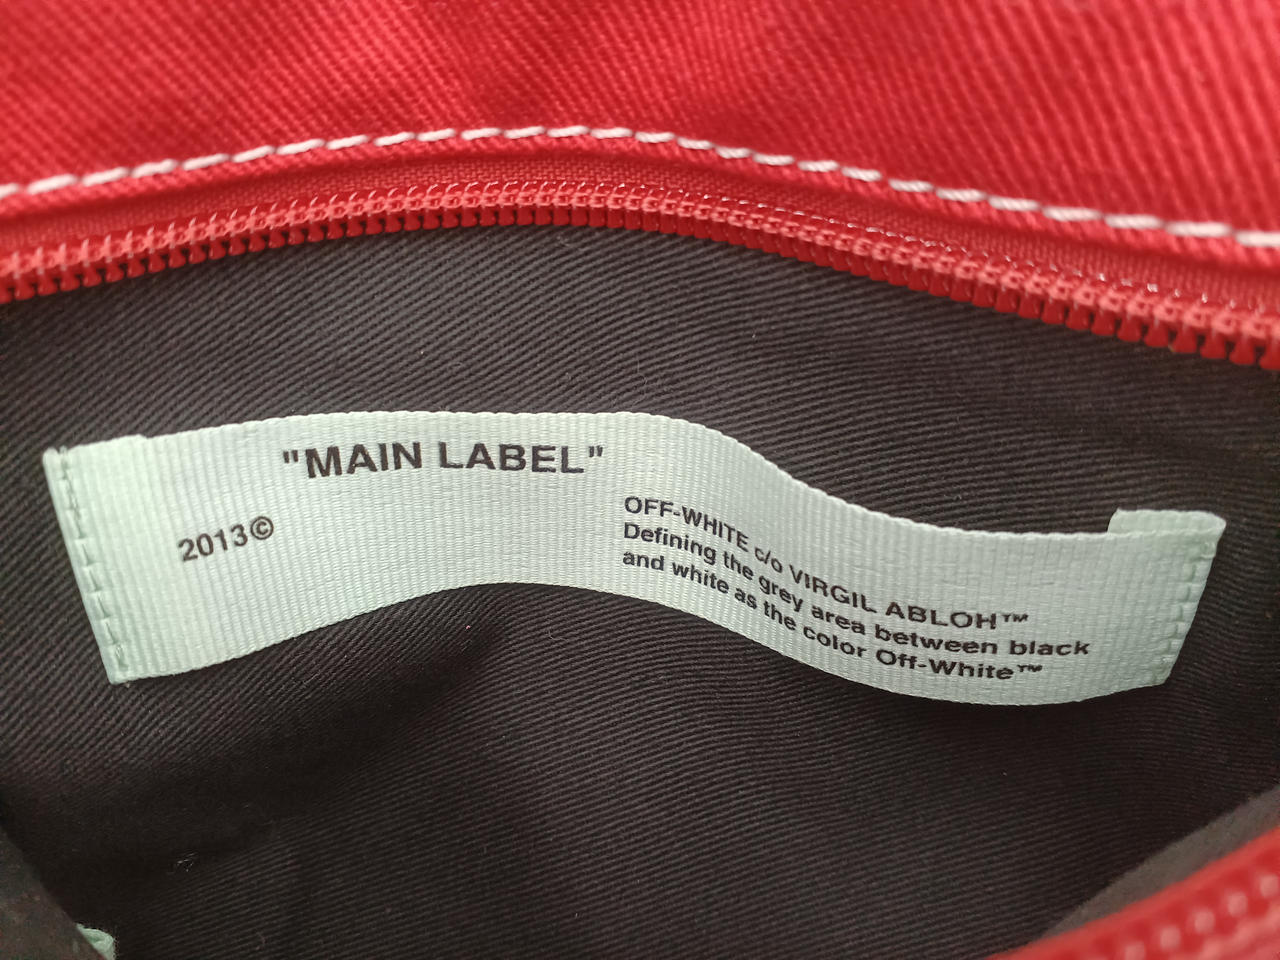 "MAIN LABEL"
2013©
OFF-WHITE c/o VIRGIL ABLOH™
Defining the grey area between black
and white as the color Off-White™